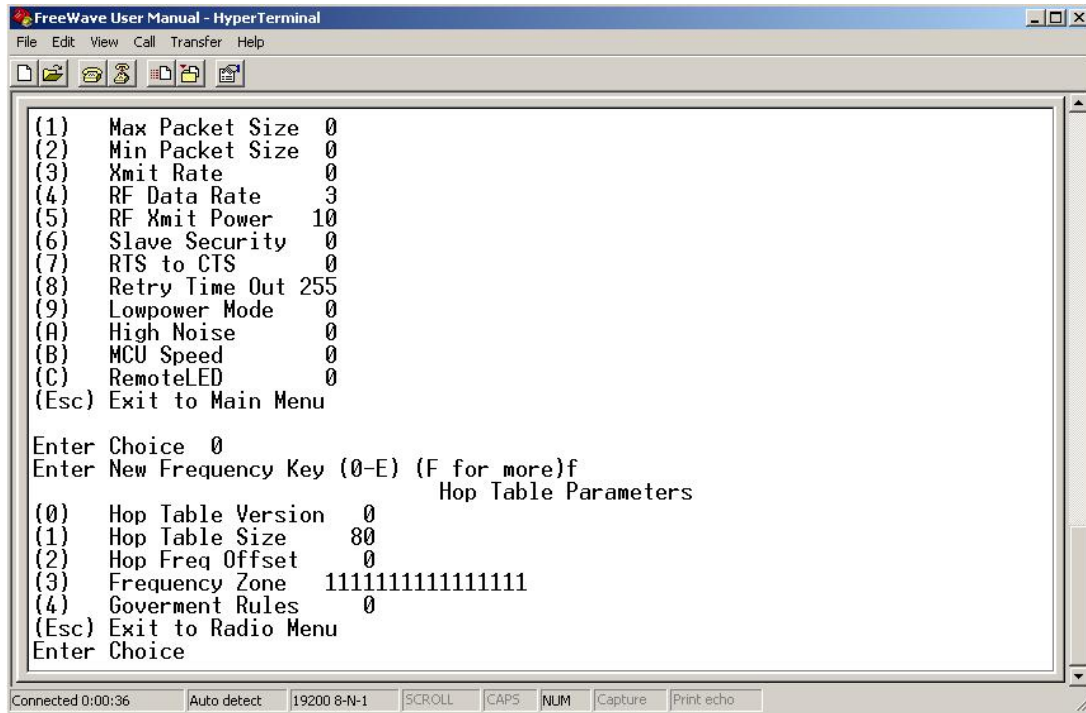 FreeWave User Manual - HyperTerminal
File Edit View Call Transfer Help
(1) Max Packet Size 0
(2) Min Packet Size 0
(3) Xmit Rate 0
(4) RF Data Rate 3
(5) RF Xmit Power 10
(6) Slave Security 0
(7) RTS to CTS 0
(8) Retry Time Out 255
(9) Lowpower Mode 0
(A) High Noise 0
(B) MCU Speed 0
(C) RemoteLED 0
(Esc) Exit to Main Menu
Enter Choice 0
Enter New Frequency Key (0-E) (F for more)f
Hop Table Parameters
(0) Hop Table Version 0
(1) Hop Table Size 80
(2) Hop Freq Offset 0
(3) Frequency Zone 1111111111111111
(4) Goverment Rules 0
(Esc) Exit to Radio Menu
Enter Choice
Connected 0:00:36 Auto detect 19200 8-N-1 SCROLL CAPS NUM Capture Print echo